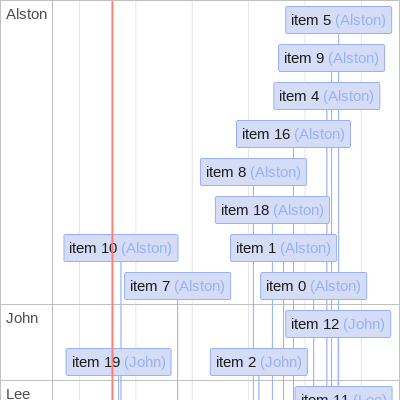 Alston
item 5 (Alston)
item 9 (Alston)
item 4 (Alston)
item 16 (Alston)
item 8 (Alston)
item 18 (Alston)
item 10 (Alston)
item 1 (Alston)
item 7 (Alston)
item 0 (Alston)
John
item 12 (John)
item 19 (John)
item 2 (John)
Lee
item 11 (Lee)